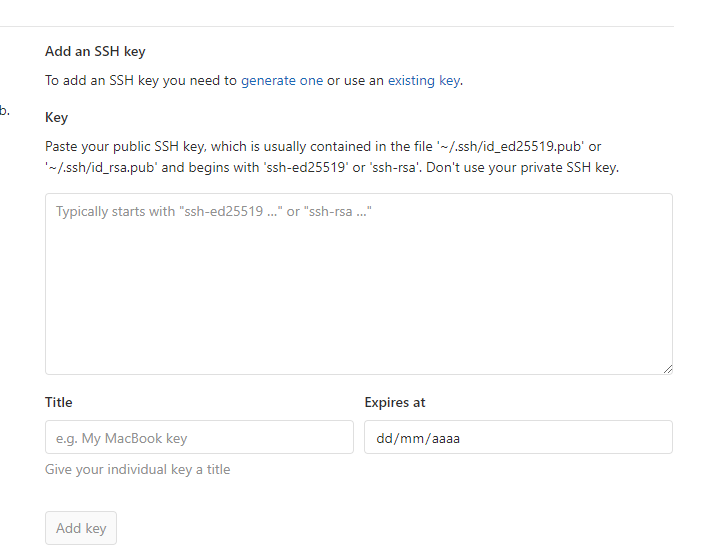 Add an SSH key
To add an SSH key you need to generate one or use an existing key.
b.
Key
Paste your public SSH key, which is usually contained in the file '~/.ssh/id_ed25519.pub' or
'~/.ssh/id_rsa.pub' and begins with 'ssh-ed25519' or 'ssh-rsa'. Don't use your private SSH key.
Typically starts with "ssh-ed25519 ..." or "ssh-rsa ..."
Title
Expires at
e.g. My MacBook key
dd/mm/aaaa
Give your individual key a title
Add key